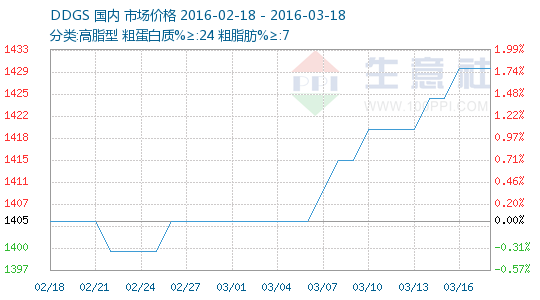 DDGS 国内 市场价格 2016-02-18 - 2016-03-18
分类:高脂型 粗蛋白质%≥:24 粗脂肪%≥:7
生意社
WWW.100PPI.COM
PPI
1433 1.99%
1429 1.74%
1426 1.48%
1422 1.22%
1418 0.97%
1415 0.71%
1411 0.46%
1407 0.20%
1405 0.00%
1400 -0.31%
1397 -0.57%
02/18 02/21 02/24 02/27 03/01 03/04 03/07 03/10 03/13 03/16